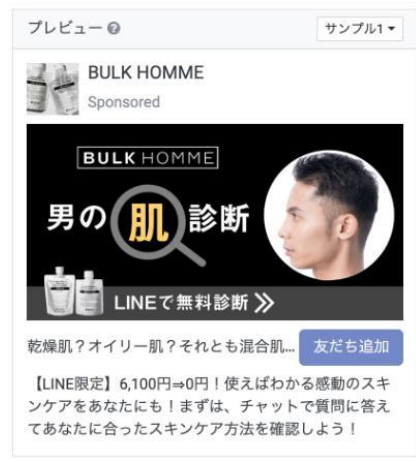 プレビュー
サンプル1
BULK HOMME
Sponsored
BULK HOMME
男の肌診断
LINEで無料診断
乾燥肌？オイリー肌？それとも混合肌...
友だち追加
【LINE限定】6,100円⇒0円！使えばわかる感動のスキ
ンケアをあなたにも！まずは、チャットで質問に答え
てあなたに合ったスキンケア方法を確認しよう！